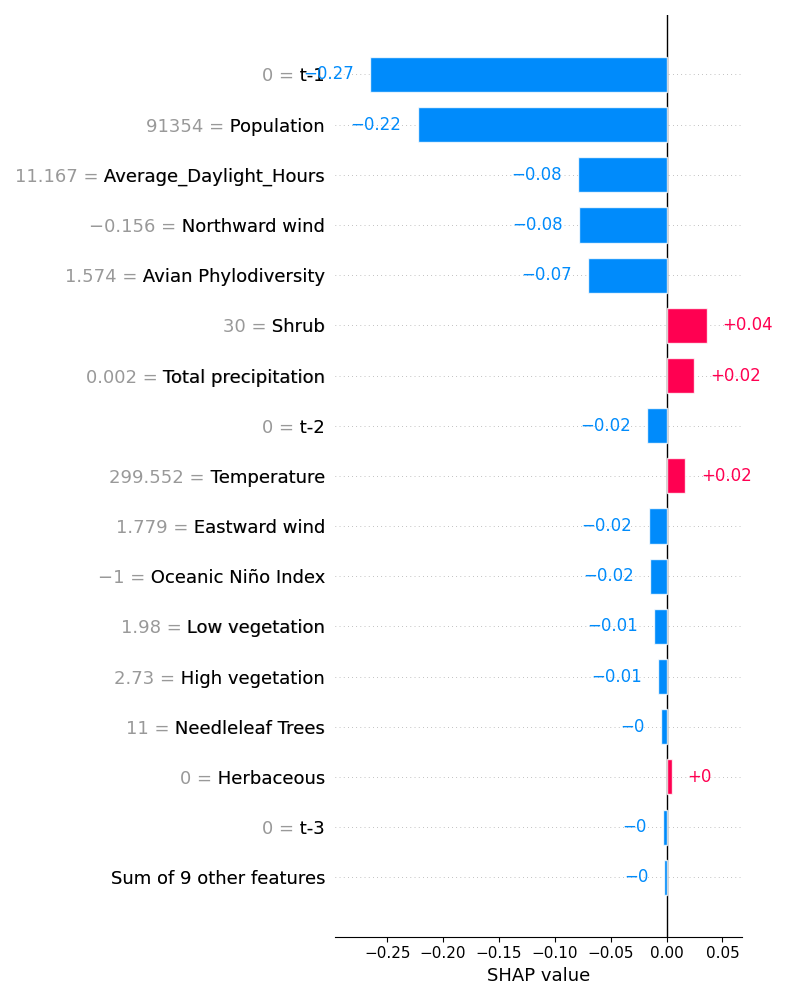 0 = t-1 −0.27
91354 = Population −0.22
11.167 = Average_Daylight_Hours −0.08
−0.156 = Northward wind −0.08
1.574 = Avian Phylodiversity −0.07
30 = Shrub +0.04
0.002 = Total precipitation +0.02
0 = t-2 −0.02
299.552 = Temperature +0.02
1.779 = Eastward wind −0.02
−1 = Oceanic Niño Index −0.02
1.98 = Low vegetation −0.01
2.73 = High vegetation −0.01
11 = Needleleaf Trees −0
0 = Herbaceous +0
0 = t-3 −0
Sum of 9 other features −0
−0.25 −0.20 −0.15 −0.10 −0.05 0.00 0.05
SHAP value